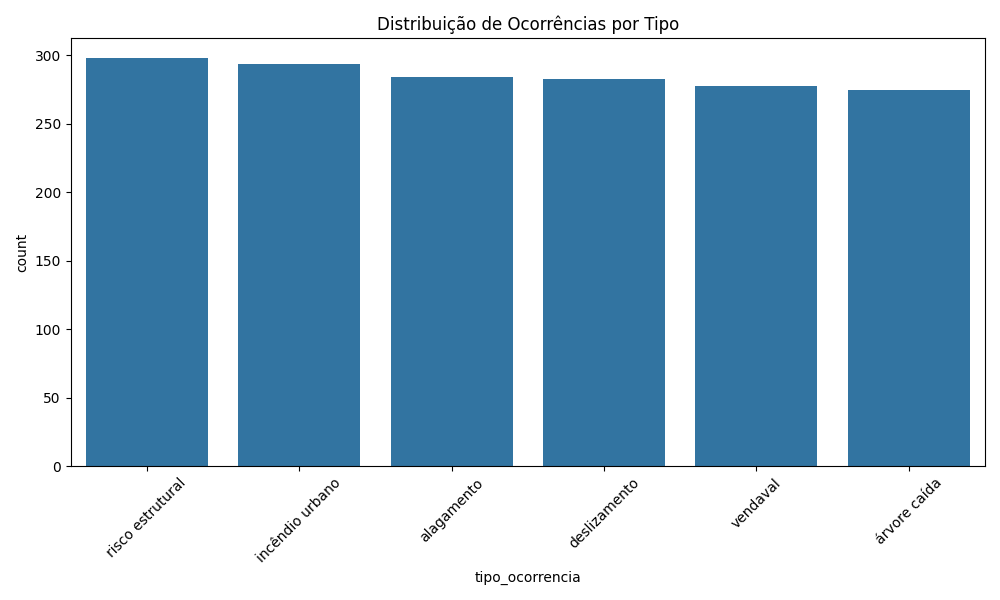 Distribuição de Ocorrências por Tipo
300
250
200
150
100
50
0
count
risco estrutural
incêndio urbano
alagamento
deslizamento
vendaval
árvore caída
tipo_ocorrencia